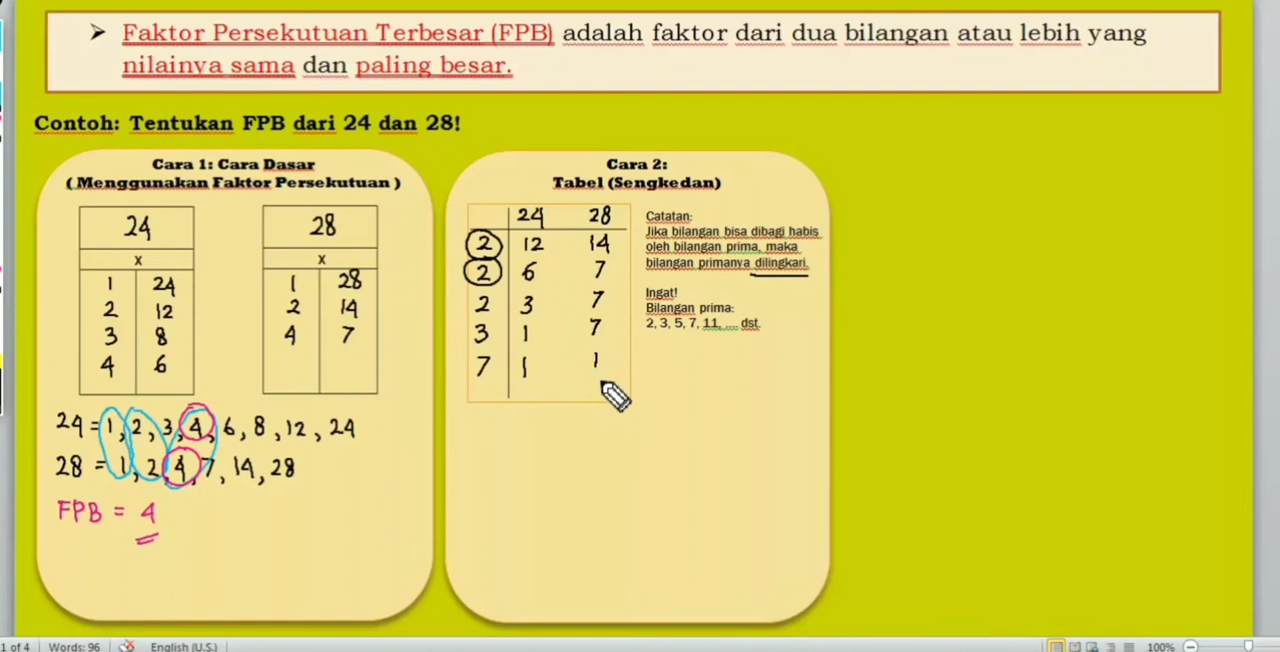 ➢ Faktor Persekutuan Terbesar (FPB) adalah faktor dari dua bilangan atau lebih yang
nilainya sama dan paling besar.
Contoh: Tentukan FPB dari 24 dan 28!
Cara 1: Cara Dasar
( Menggunakan Faktor Persekutuan )
24
x
1 24
2 12
3 8
4 6
28
x
1 28
2 14
4 7
24 = 1, 2, 3, 4, 6, 8, 12, 24
28 = 1, 2, 4, 7, 14, 28
FPB = 4
Cara 2:
Tabel (Sengkedan)
24 28
2 12 14
2 6 7
2 3 7
3 1 7
7 1 1
Catatan:
Jika bilangan bisa dibagi habis
oleh bilangan prima, maka
bilangan primanya dilingkari.
Ingat!
Bilangan prima:
2, 3, 5, 7, 11, .... dst.
1 of 4 Words: 96 English (U.S.) 100%